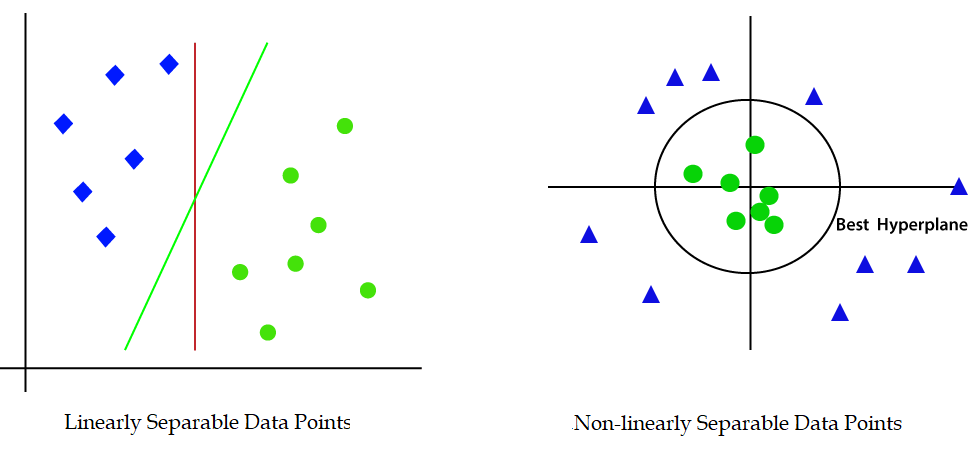 Best Hyperplane
Linearly Separable Data Points
Non-linearly Separable Data Points